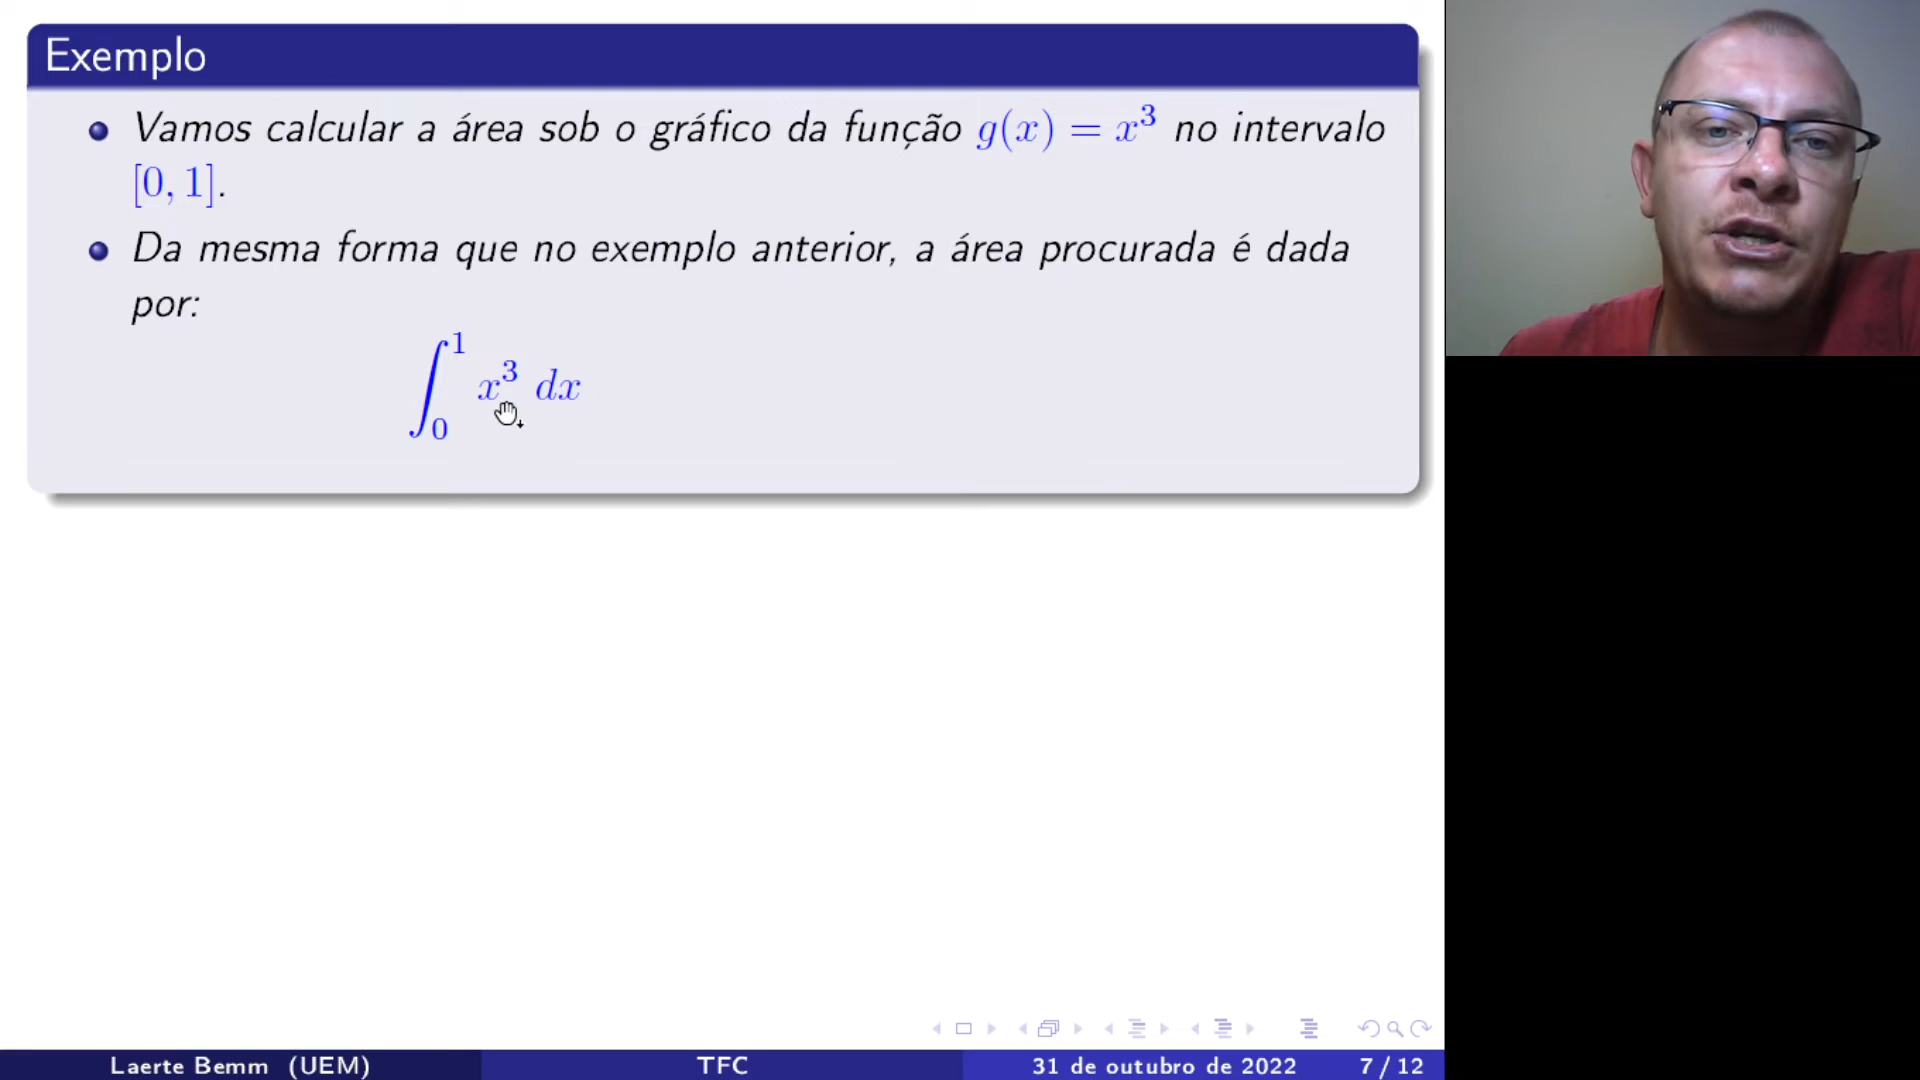 Exemplo
Vamos calcular a área sob o gráfico da função g(x) = x³ no intervalo
[0, 1].
Da mesma forma que no exemplo anterior, a área procurada é dada
por:
∫₀¹ x³ dx
Laerte Bemm (UEM) TFC 31 de outubro de 2022 7 / 12